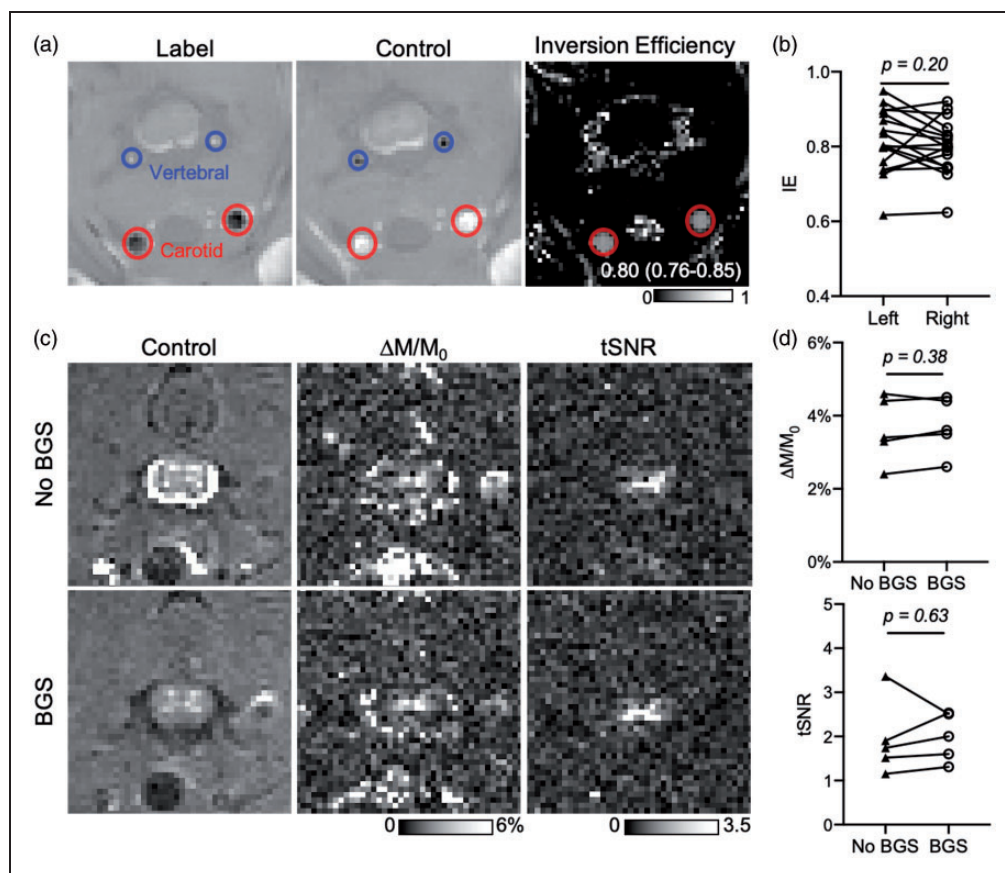 (a)
Label
Control
Inversion Efficiency
Vertebral
Carotid
0.80 (0.76-0.85)
0 1
(b)
p = 0.20
1.0
0.8
IE
0.6
0.4
Left Right
(c)
Control
ΔM/M0
tSNR
No BGS
BGS
0 6%
0 3.5
(d)
6%
p = 0.38
4%
ΔM/M0
2%
0%
No BGS BGS
5
p = 0.63
4
3
tSNR
2
1
0
No BGS BGS